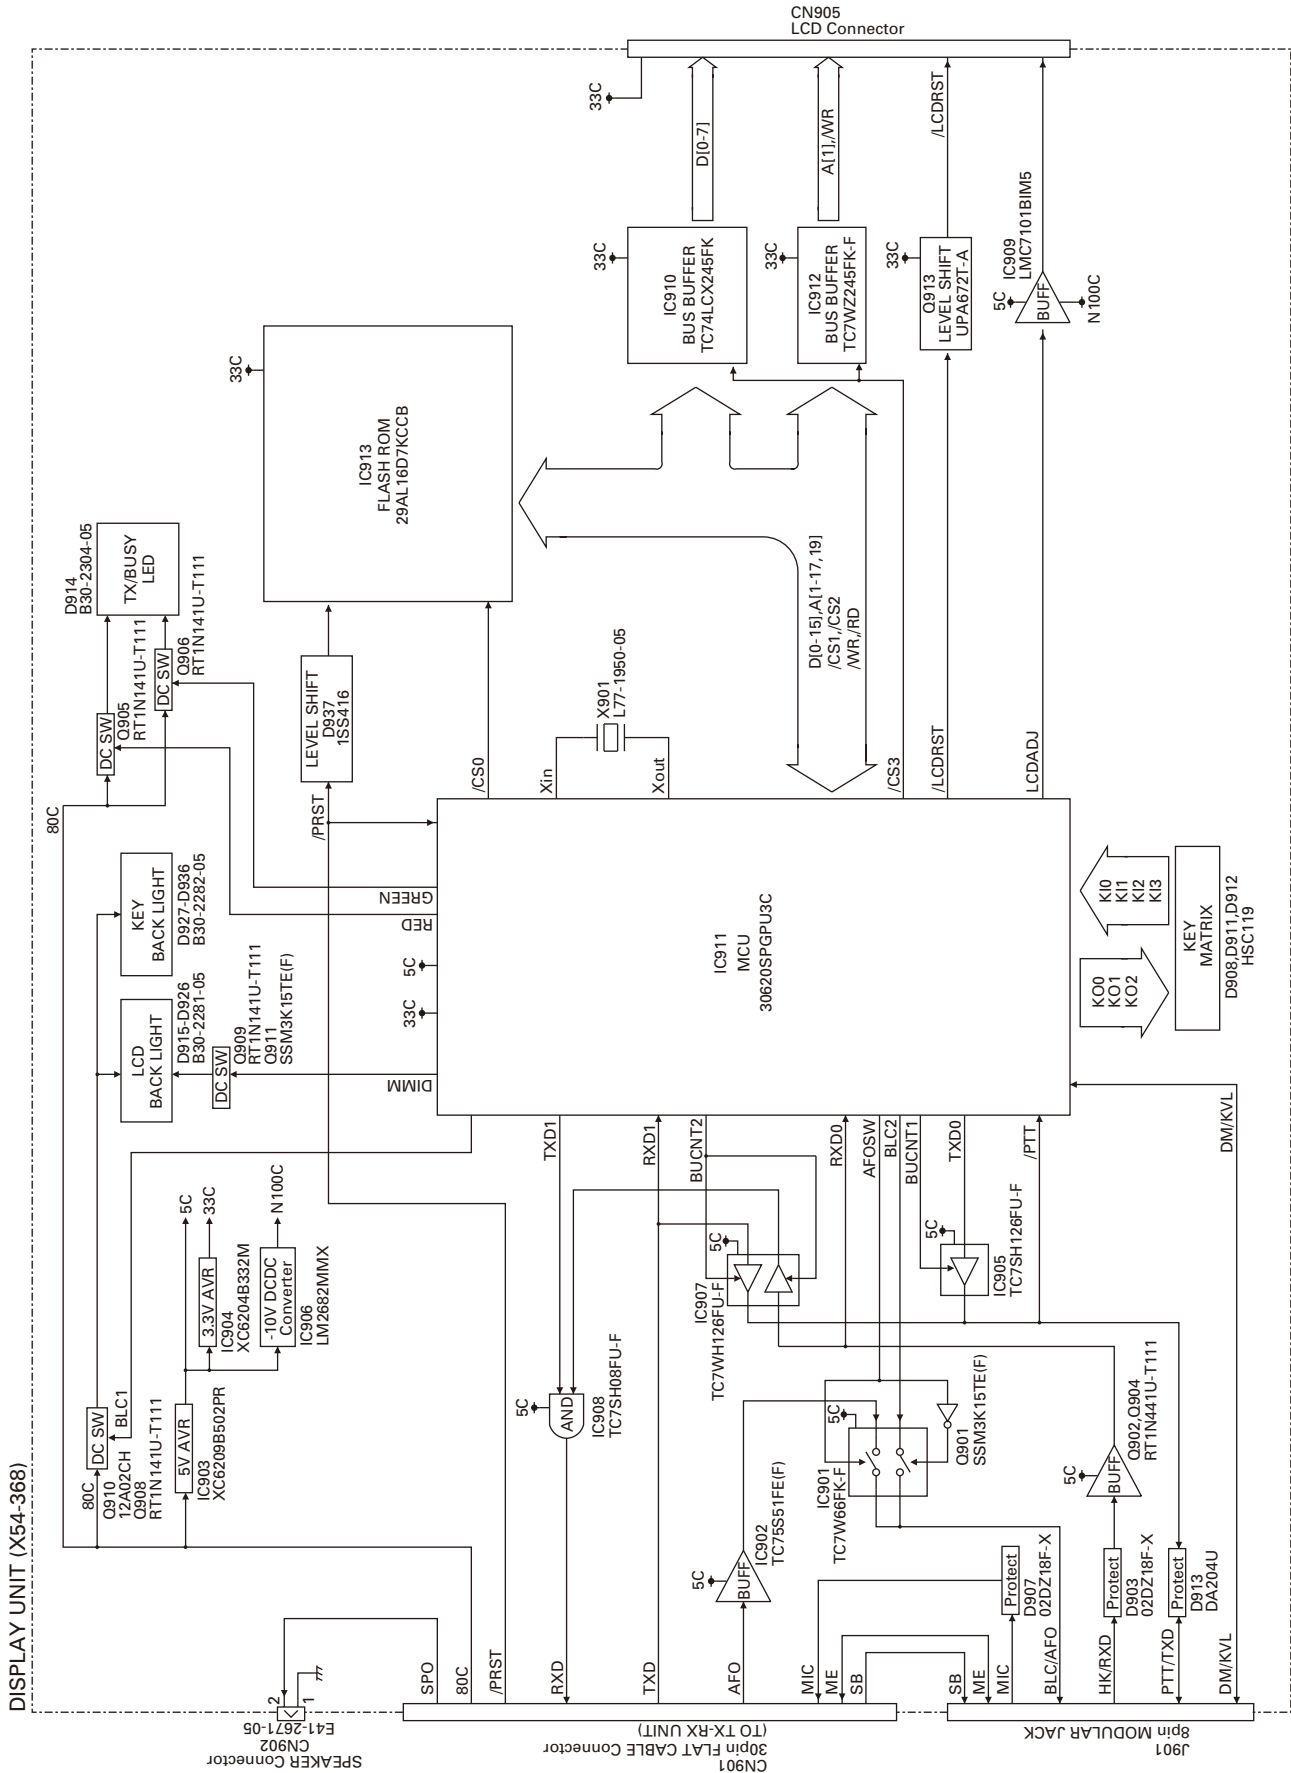 DISPLAY UNIT (X54-368)
SPEAKER Connector
CN902
E41-2671-05
2
1
80C
DC SW
BLC1
Q910
12A02CH
Q908
RT1N141U-T111
5V AVR
IC903
XC6209B502PR
3.3V AVR
IC904
XC6204B332M
-10V DCDC
Converter
IC906
LM2682MMX
5C
33C
N100C
LCD
BACK LIGHT
D915-D926
B30-2281-05
DC SW
Q909
RT1N141U-T111
Q911
SSM3K15TE(F)
KEY
BACK LIGHT
D927-D936
B30-2282-05
80C
DC SW
Q905
RT1N141U-T111
DC SW
Q906
RT1N141U-T111
D914
B30-2304-05
TX/BUSY
LED
DIMM
33C
5C
RED
GREEN
/PRST
LEVEL SHIFT
D937
1SS416
33C
IC913
FLASH ROM
29AL16D7KCCB
/CS0
Xin
Xout
X901
L77-1950-05
D[0-15],A[1-17,19]
/CS1,/CS2
/WR,/RD
/CS3
/LCDRST
LCDADJ
33C
IC910
BUS BUFFER
TC74LCX245FK
D[0-7]
33C
IC912
BUS BUFFER
TC7WZ245FK-F
A[1],/WR
33C
Q913
LEVEL SHIFT
UPA672T-A
/LCDRST
5C
BUFF
N100C
IC909
LMC7101BIM5
33C
CN905
LCD Connector
IC911
MCU
30620SPGPU3C
KI0
KI1
KI2
KI3
KO0
KO1
KO2
KEY
MATRIX
D908,D911,D912
HSC119
TXD1
RXD1
BUCNT2
RXD0
AFOSW
BLC2
BUCNT1
TXD0
/PTT
DM/KVL
5C
AND
IC908
TC7SH08FU-F
5C
IC907
TC7WH126FU-F
5C
IC905
TC7SH126FU-F
5C
IC901
TC7W66FK-F
Q901
SSM3K15TE(F)
5C
BUFF
IC902
TC75S51FE(F)
5C
BUFF
Q902,Q904
RT1N441U-T111
Protect
D907
02DZ18F-X
Protect
D903
02DZ18F-X
Protect
D913
DA204U
SPO
80C
/PRST
RXD
TXD
AFO
MIC
ME
SB
CN901
30pin FLAT CABLE Connector
(TO TX-RX UNIT)
SB
ME
MIC
BLC/AFO
HK/RXD
PTT/TXD
DM/KVL
J901
8pin MODULAR JACK